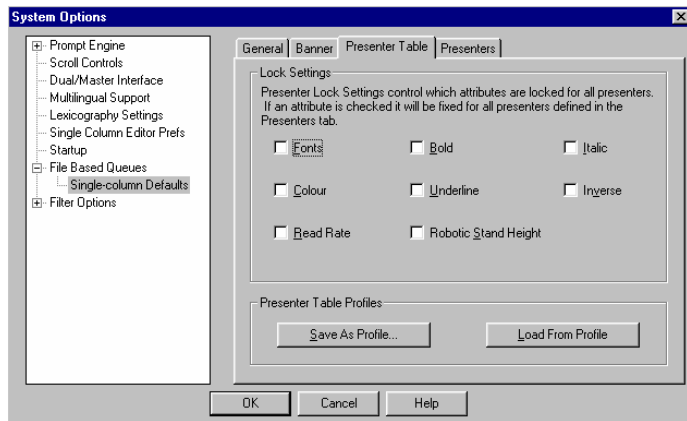 System Options
Prompt Engine
Scroll Controls
Dual/Master Interface
Multilingual Support
Lexicography Settings
Single Column Editor Prefs
Startup
File Based Queues
Single-column Defaults
Filter Options
General Banner Presenter Table Presenters
Lock Settings
Presenter Lock Settings control which attributes are locked for all presenters.
If an attribute is checked it will be fixed for all presenters defined in the
Presenters tab.
Fonts Bold Italic
Colour Underline Inverse
Read Rate Robotic Stand Height
Presenter Table Profiles
Save As Profile... Load From Profile
OK Cancel Help